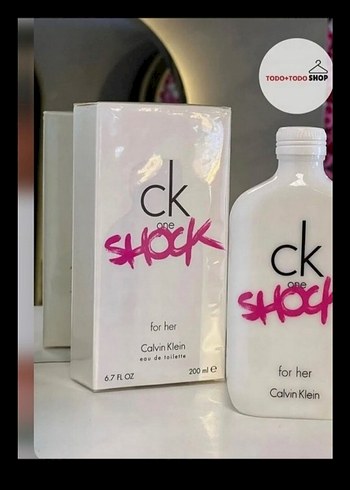 TODO+TODO SHOP
ck
one
SHOCK
for her
Calvin Klein
eau de toilette
6.7 FL OZ 200 ml e
ck
one
SHOCK
for her
Calvin Klein